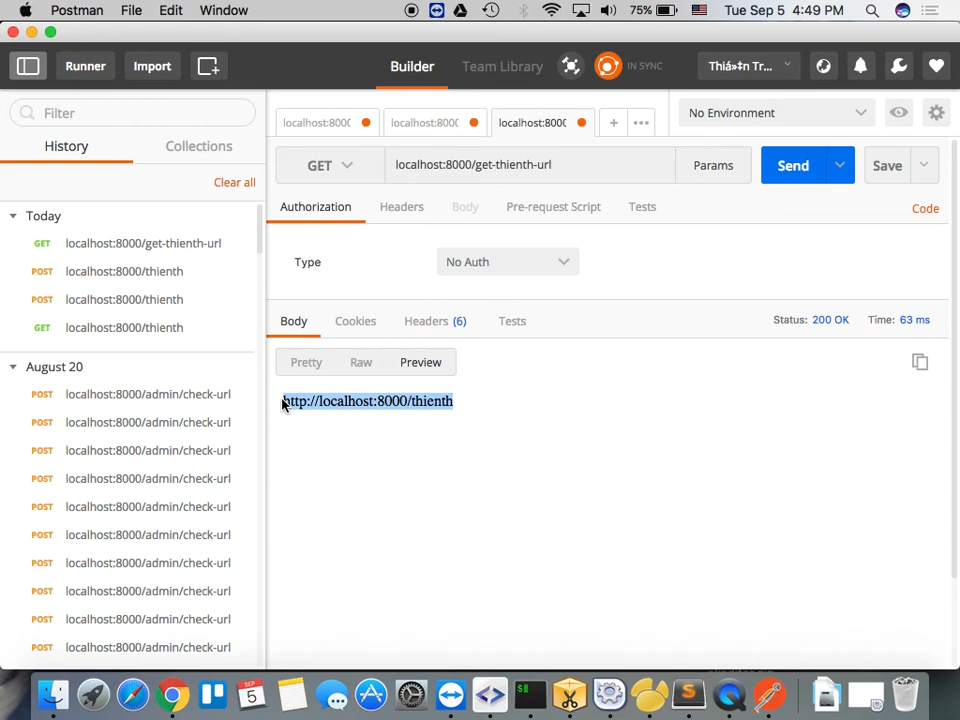 Postman File Edit Window 75% Tue Sep 5 4:49 PM
Runner Import Builder Team Library IN SYNC Thiá»‡n Tr...
Filter
History Collections
Clear all
Today
GET localhost:8000/get-thienth-url
POST localhost:8000/thienth
POST localhost:8000/thienth
GET localhost:8000/thienth
August 20
POST localhost:8000/admin/check-url
POST localhost:8000/admin/check-url
POST localhost:8000/admin/check-url
POST localhost:8000/admin/check-url
POST localhost:8000/admin/check-url
POST localhost:8000/admin/check-url
POST localhost:8000/admin/check-url
POST localhost:8000/admin/check-url
POST localhost:8000/admin/check-url
POST localhost:8000/admin/check-url
localhost:800( localhost:800( localhost:800( + ••• No Environment
GET localhost:8000/get-thienth-url Params Send Save
Authorization Headers Body Pre-request Script Tests Code
Type No Auth
Body Cookies Headers (6) Tests Status: 200 OK Time: 63 ms
Pretty Raw Preview
http://localhost:8000/thienth
SEP
5